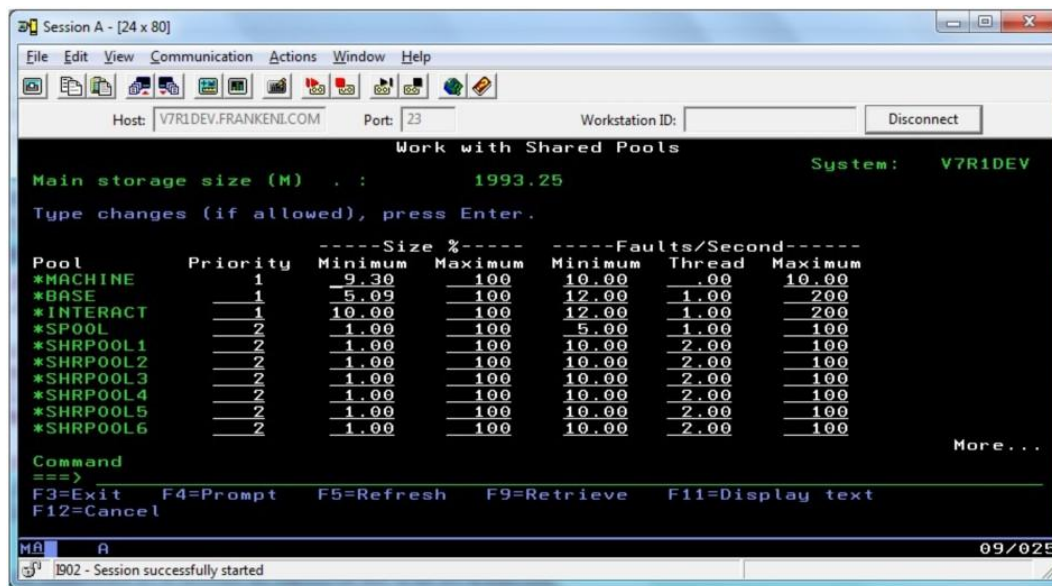 Session A - [24 x 80]
File Edit View Communication Actions Window Help
Host: V7R1DEV.FRANKENI.COM Port: 23 Workstation ID: Disconnect
Work with Shared Pools
System: V7R1DEV
Main storage size (M) . : 1993.25
Type changes (if allowed), press Enter.
-----Size %----- -----Faults/Second------
Pool Priority Minimum Maximum Minimum Thread Maximum
*MACHINE 1 9.30 100 10.00 .00 10.00
*BASE 1 5.09 100 12.00 1.00 200
*INTERACT 1 10.00 100 12.00 1.00 200
*SPOOL 2 1.00 100 5.00 1.00 100
*SHRPOOL1 2 1.00 100 10.00 2.00 100
*SHRPOOL2 2 1.00 100 10.00 2.00 100
*SHRPOOL3 2 1.00 100 10.00 2.00 100
*SHRPOOL4 2 1.00 100 10.00 2.00 100
*SHRPOOL5 2 1.00 100 10.00 2.00 100
*SHRPOOL6 2 1.00 100 10.00 2.00 100
More...
Command
===>
F3=Exit F4=Prompt F5=Refresh F9=Retrieve F11=Display text
F12=Cancel
MA A 09/025
I902 - Session successfully started